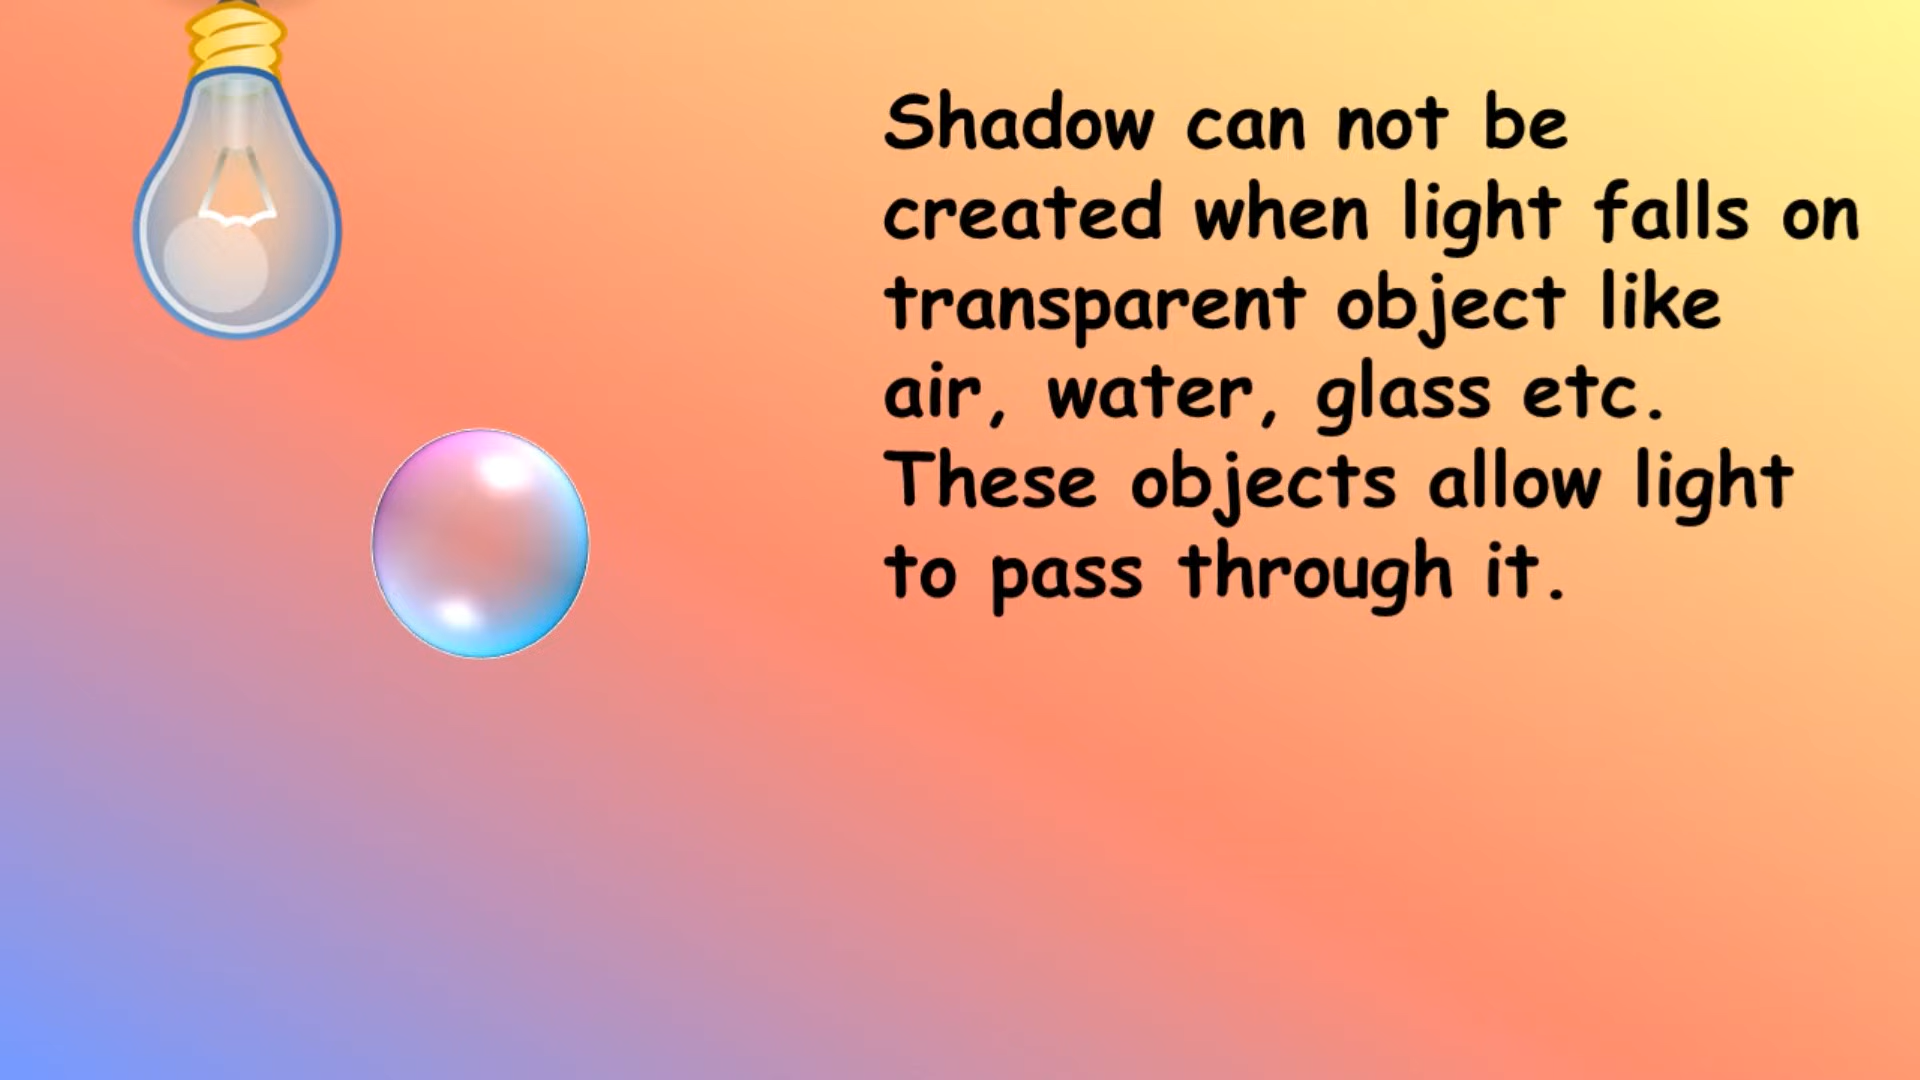 Shadow can not be
created when light falls on
transparent object like
air, water, glass etc.
These objects allow light
to pass through it.